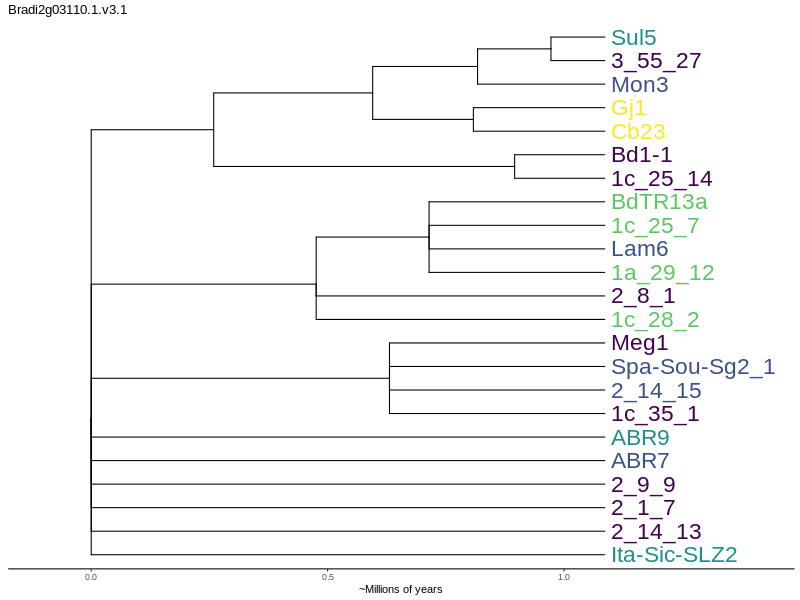 Bradi2g03110.1.v3.1
Sul5
3_55_27
Mon3
Gj1
Cb23
Bd1-1
1c_25_14
BdTR13a
1c_25_7
Lam6
1a_29_12
2_8_1
1c_28_2
Meg1
Spa-Sou-Sg2_1
2_14_15
1c_35_1
ABR9
ABR7
2_9_9
2_1_7
2_14_13
Ita-Sic-SLZ2
0.0 0.5 1.0
~Millions of years